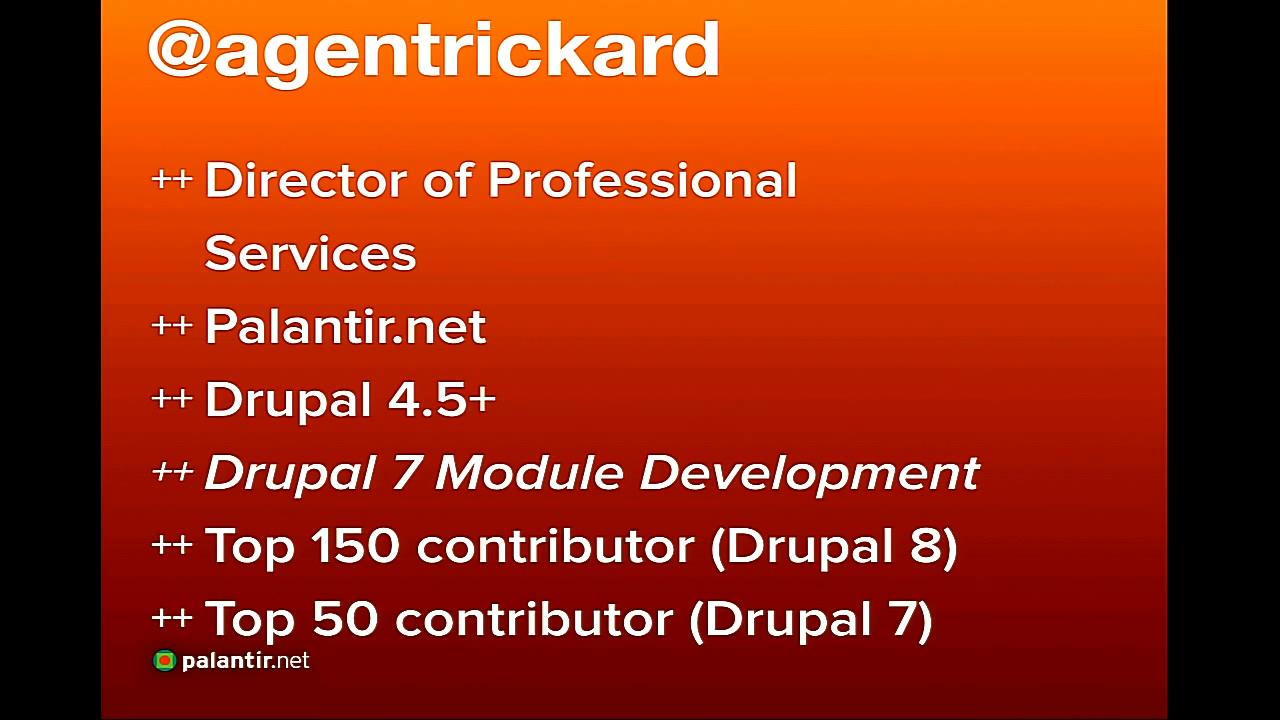 @agentrickard
++ Director of Professional
Services
++ Palantir.net
++ Drupal 4.5+
++ Drupal 7 Module Development
++ Top 150 contributor (Drupal 8)
++ Top 50 contributor (Drupal 7)
palantir.net